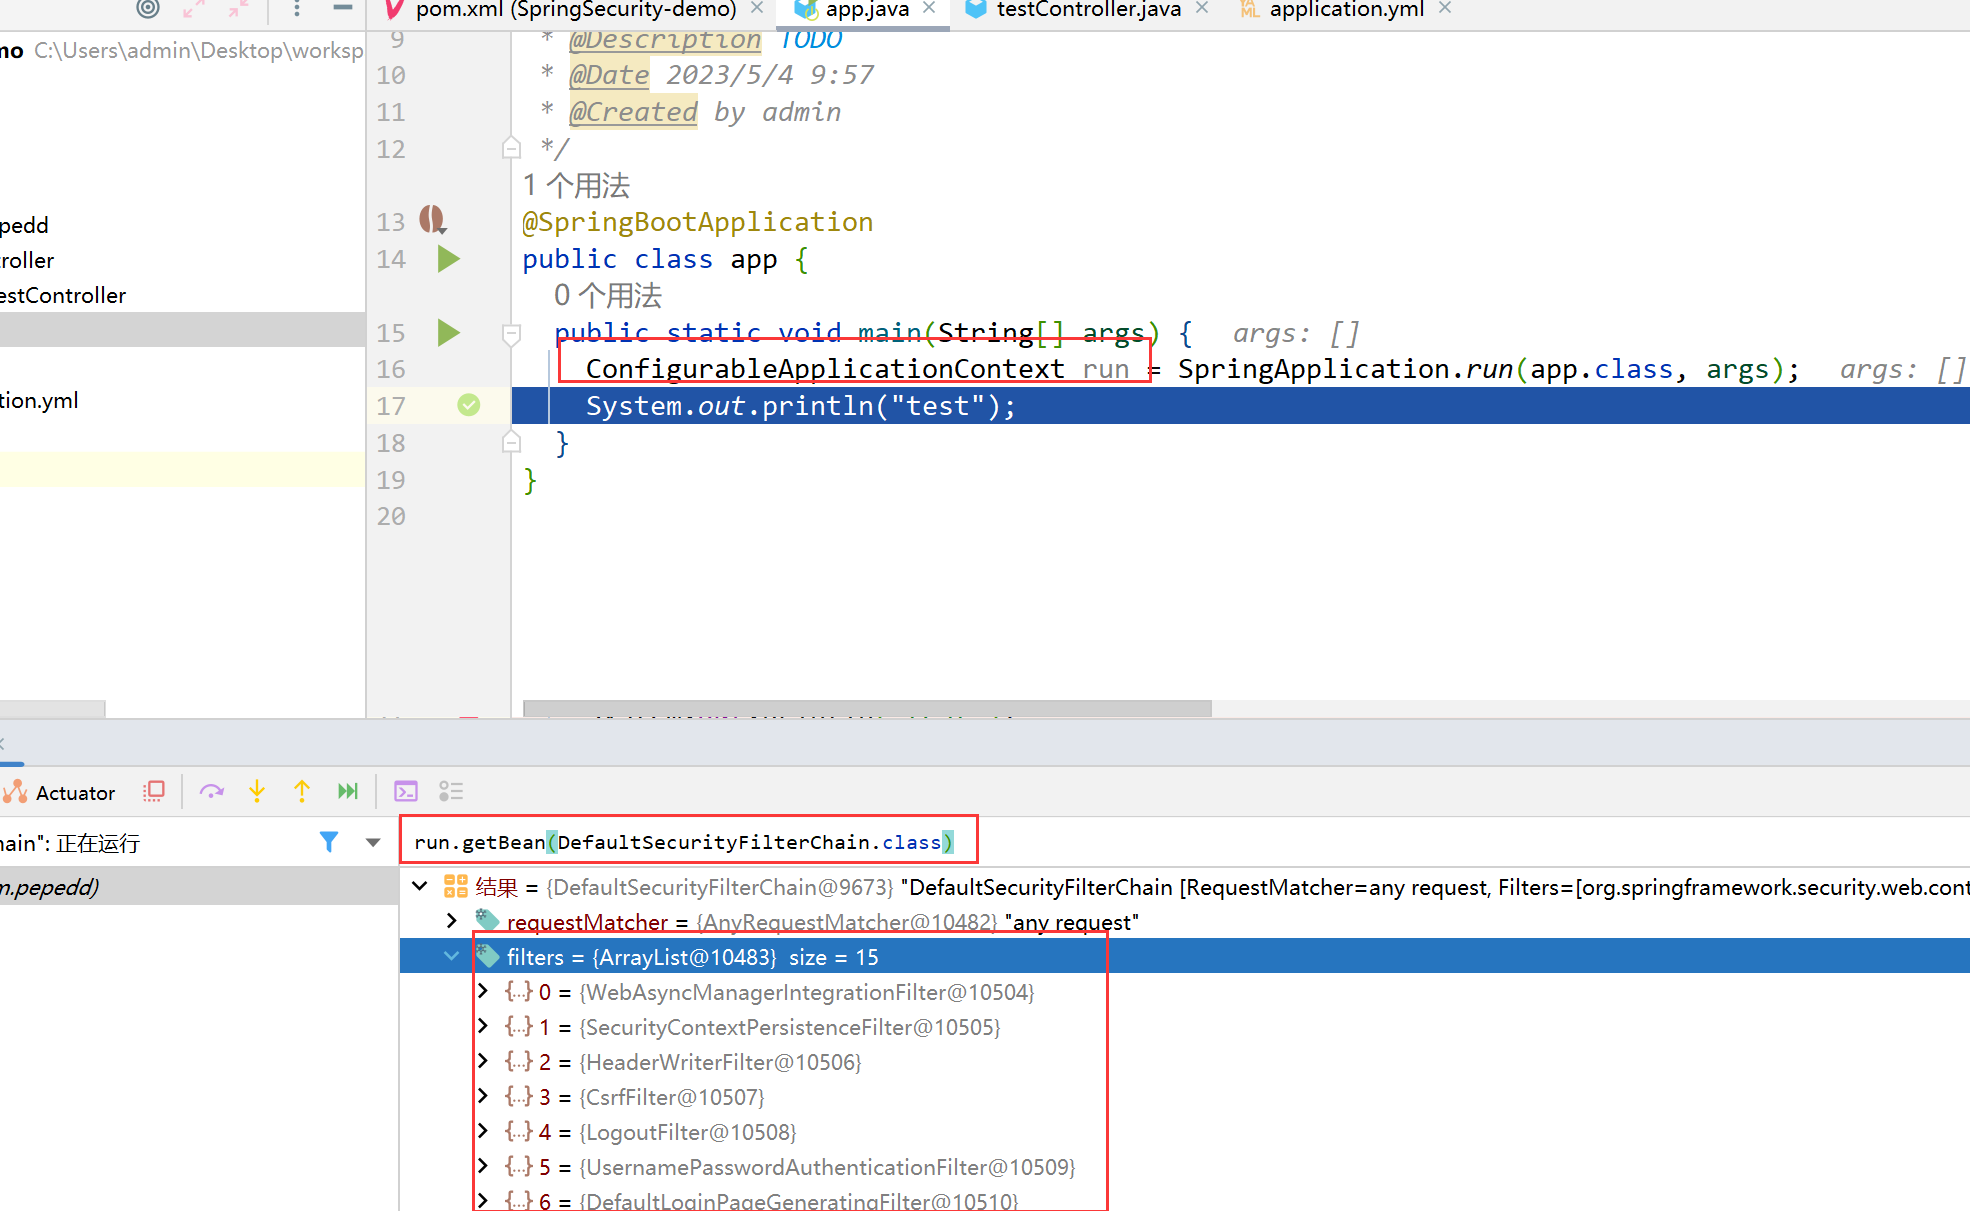 pom.xml (SpringSecurity-demo) × app.java × testController.java × application.yml ×
mo C:\Users\admin\Desktop\worksp
pedd
roller
estController
tion.yml
9 * @Description TODO
10 * @Date 2023/5/4 9:57
11 * @Created by admin
12 */
1 个用法
13 @SpringBootApplication
14 public class app {
0 个用法
15 public static void main(String[] args) { args: []
16 ConfigurableApplicationContext run = SpringApplication.run(app.class, args); args: []
17 System.out.println("test");
18 }
19 }
20
Actuator
ain": 正在运行
m.pepedd)
run.getBean(DefaultSecurityFilterChain.class)
结果 = {DefaultSecurityFilterChain@9673} "DefaultSecurityFilterChain [RequestMatcher=any request, Filters=[org.springframework.security.web.cont
requestMatcher = {AnyRequestMatcher@10482} "any request"
filters = {ArrayList@10483} size = 15
0 = {WebAsyncManagerIntegrationFilter@10504}
1 = {SecurityContextPersistenceFilter@10505}
2 = {HeaderWriterFilter@10506}
3 = {CsrfFilter@10507}
4 = {LogoutFilter@10508}
5 = {UsernamePasswordAuthenticationFilter@10509}
6 = {DefaultLoginPageGeneratingFilter@10510}